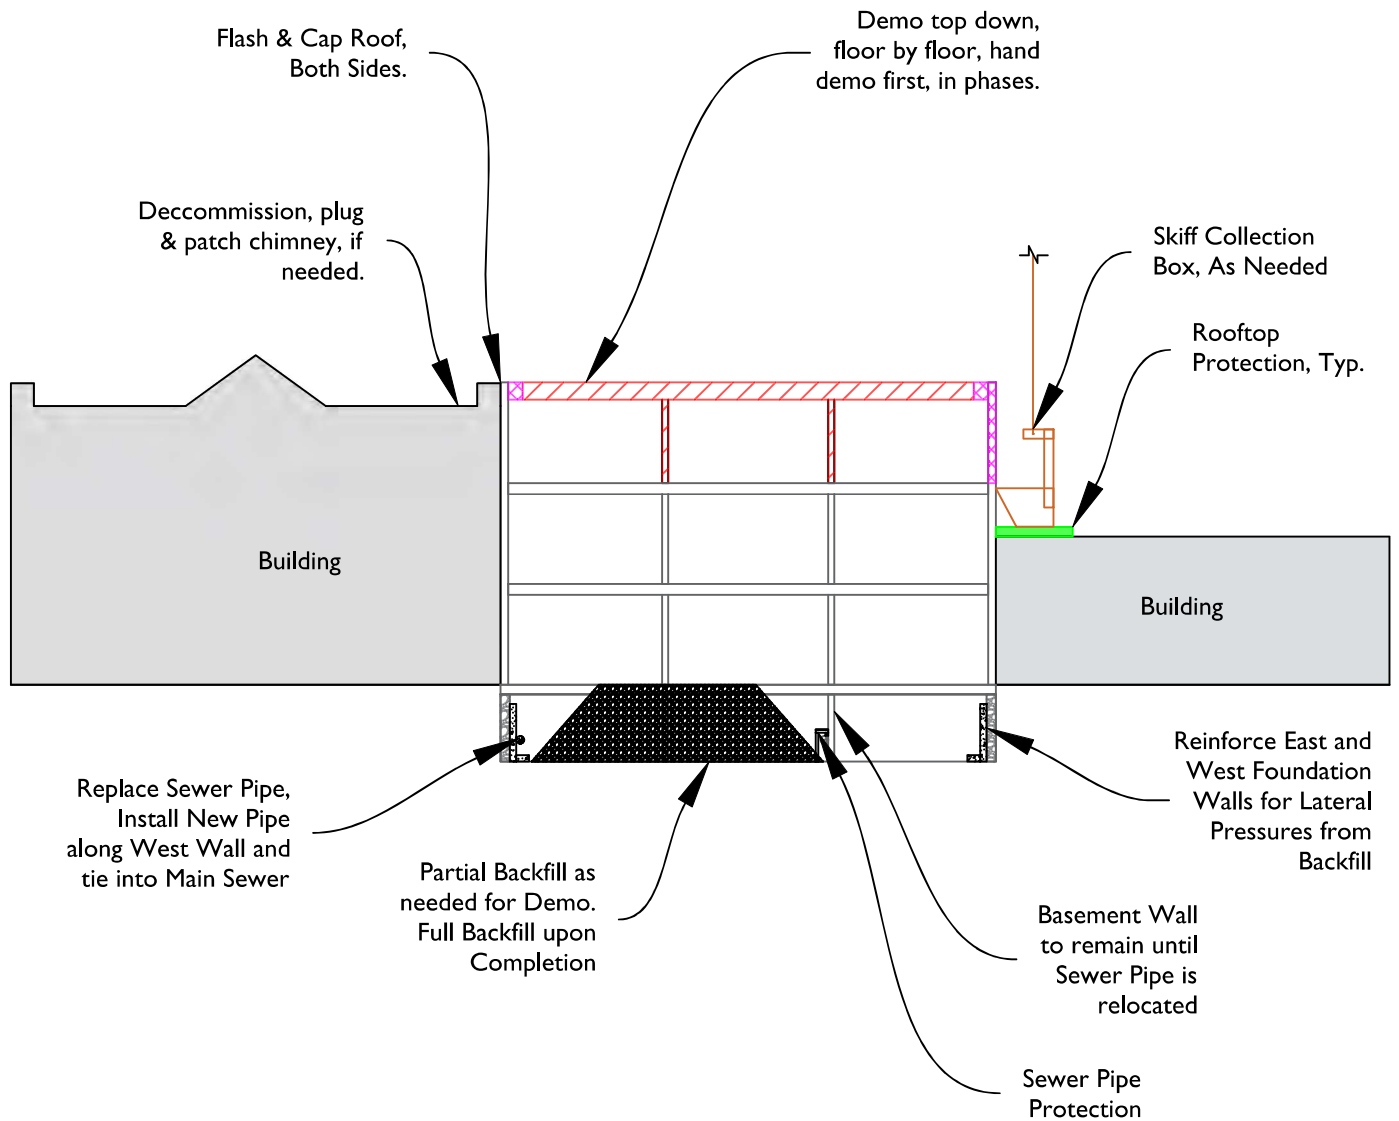 Flash & Cap Roof,
Both Sides.
Demo top down,
floor by floor, hand
demo first, in phases.
Deccommission, plug
& patch chimney, if
needed.
Skiff Collection
Box, As Needed
Rooftop
Protection, Typ.
Building
Building
Replace Sewer Pipe,
Install New Pipe
along West Wall and
tie into Main Sewer
Partial Backfill as
needed for Demo.
Full Backfill upon
Completion
Reinforce East and
West Foundation
Walls for Lateral
Pressures from
Backfill
Basement Wall
to remain until
Sewer Pipe is
relocated
Sewer Pipe
Protection